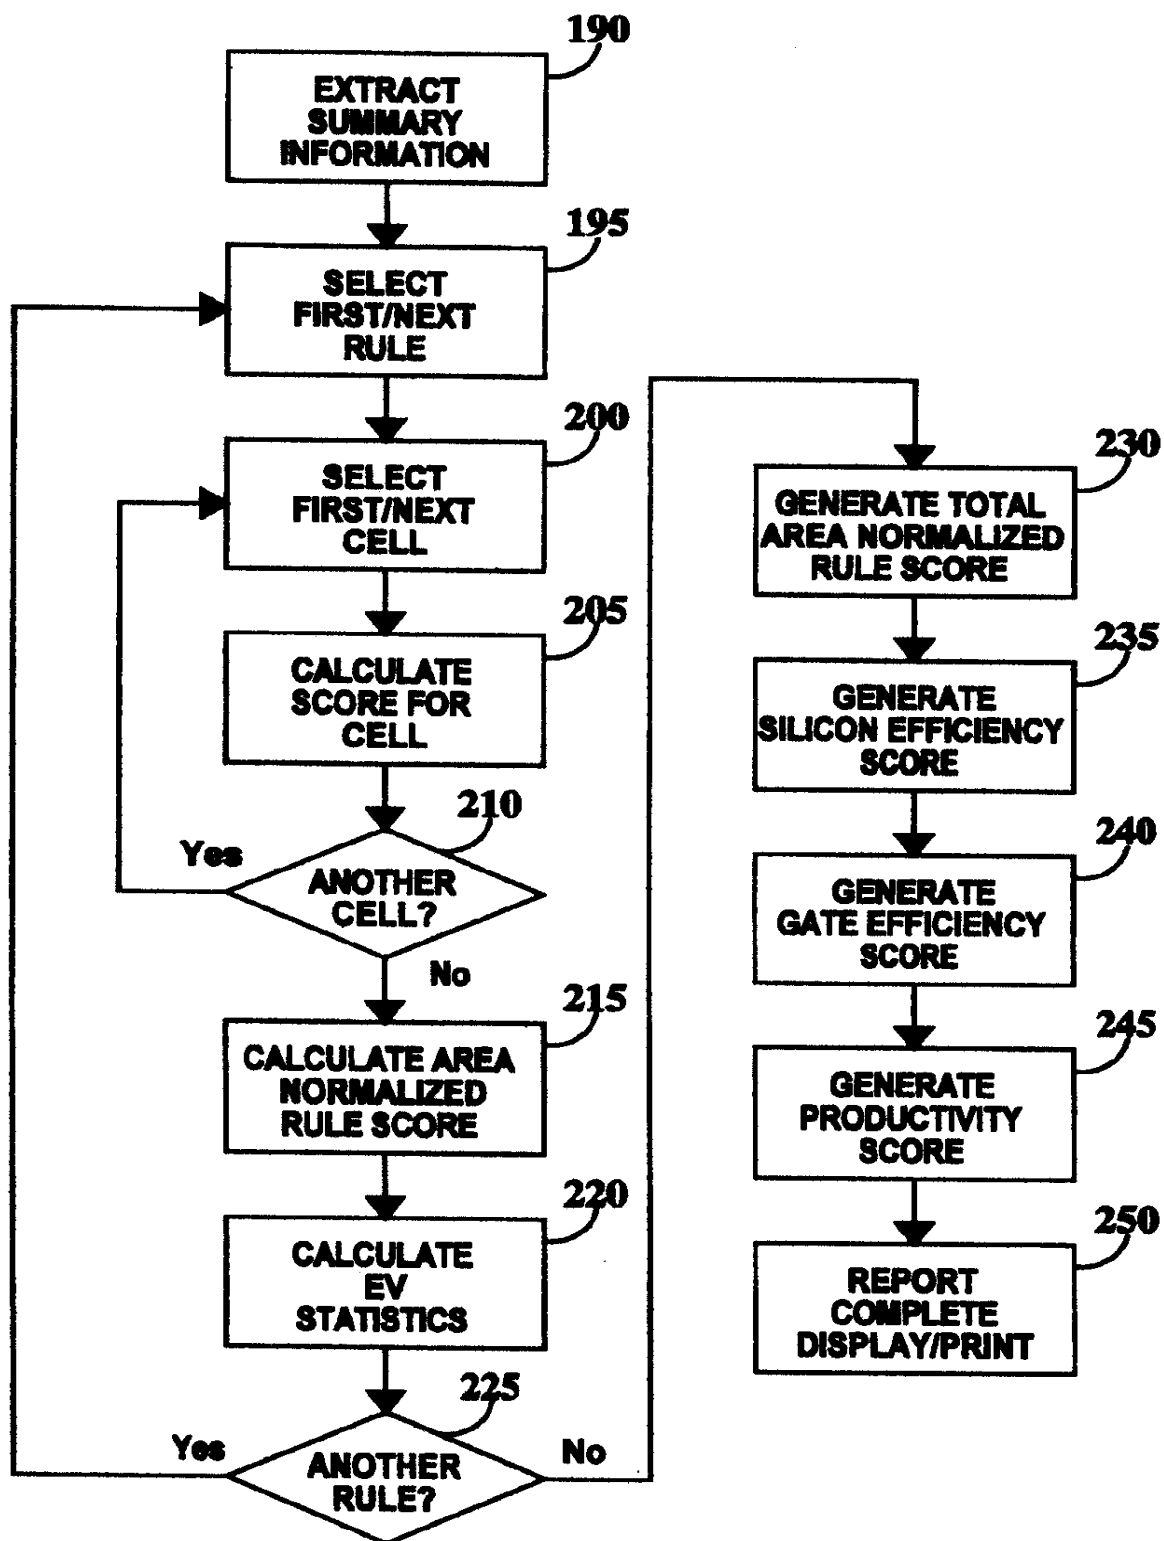 190
EXTRACT
SUMMARY
INFORMATION
195
SELECT
FIRST/NEXT
RULE
200
SELECT
FIRST/NEXT
CELL
205
CALCULATE
SCORE FOR
CELL
210
Yes
ANOTHER
CELL?
No
215
CALCULATE AREA
NORMALIZED
RULE SCORE
220
CALCULATE
EV
STATISTICS
225
Yes
ANOTHER
RULE?
No
230
GENERATE TOTAL
AREA NORMALIZED
RULE SCORE
235
GENERATE
SILICON EFFICIENCY
SCORE
240
GENERATE
GATE EFFICIENCY
SCORE
245
GENERATE
PRODUCTIVITY
SCORE
250
REPORT
COMPLETE
DISPLAY/PRINT